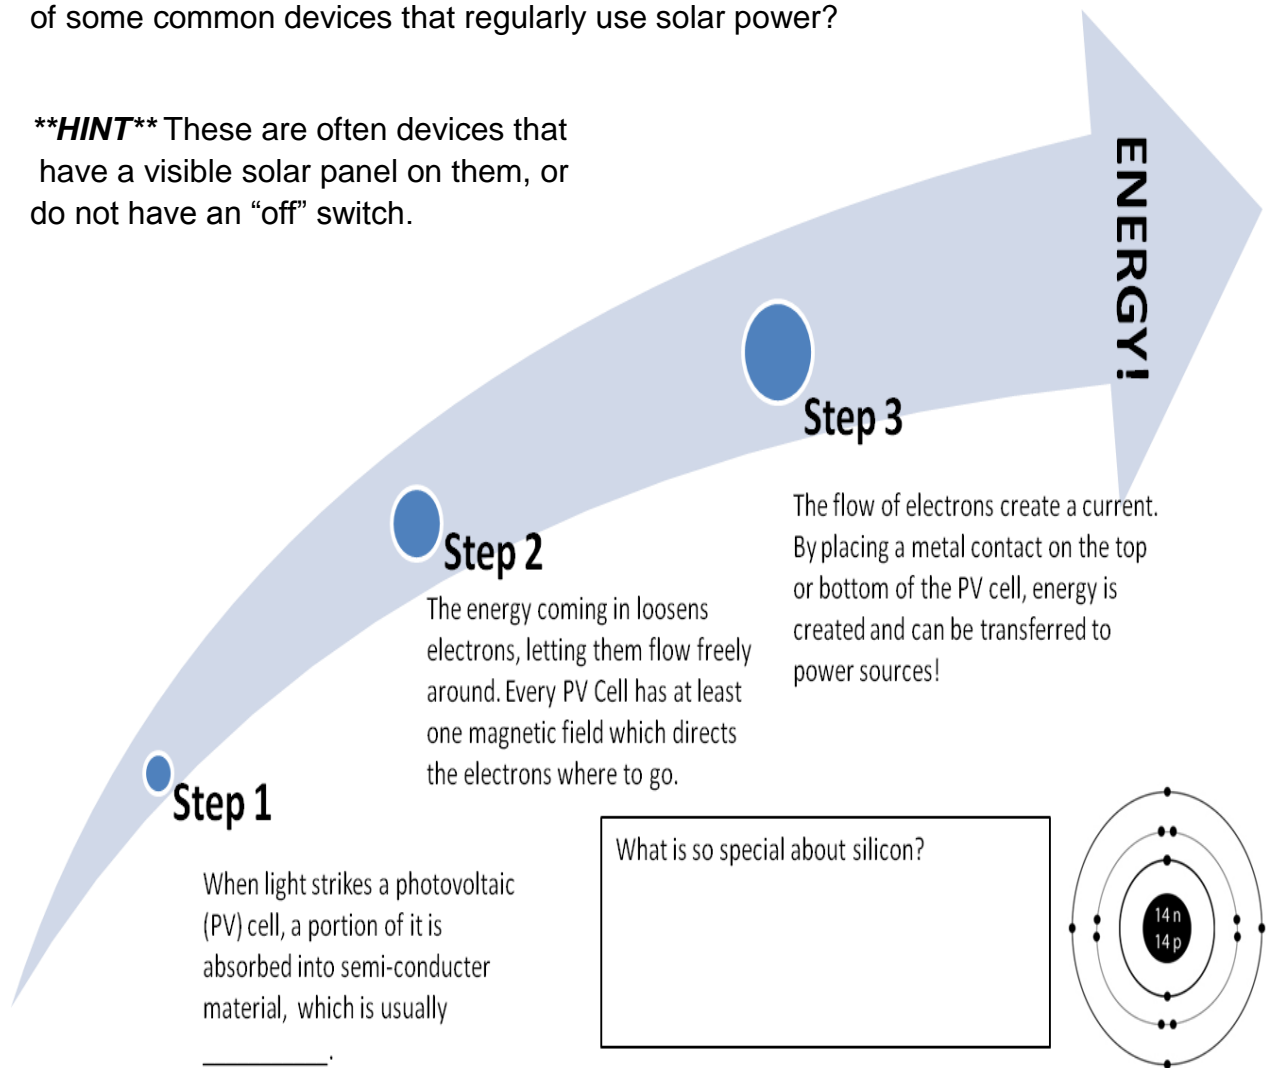 of some common devices that regularly use solar power?
**HINT** These are often devices that
have a visible solar panel on them, or
do not have an “off” switch.
ENERGY!
Step 3
The flow of electrons create a current.
By placing a metal contact on the top
or bottom of the PV cell, energy is
created and can be transferred to
power sources!
Step 2
The energy coming in loosens
electrons, letting them flow freely
around. Every PV Cell has at least
one magnetic field which directs
the electrons where to go.
Step 1
When light strikes a photovoltaic
(PV) cell, a portion of it is
absorbed into semi-conducter
material, which is usually
__________.
What is so special about silicon?
14 n
14 p